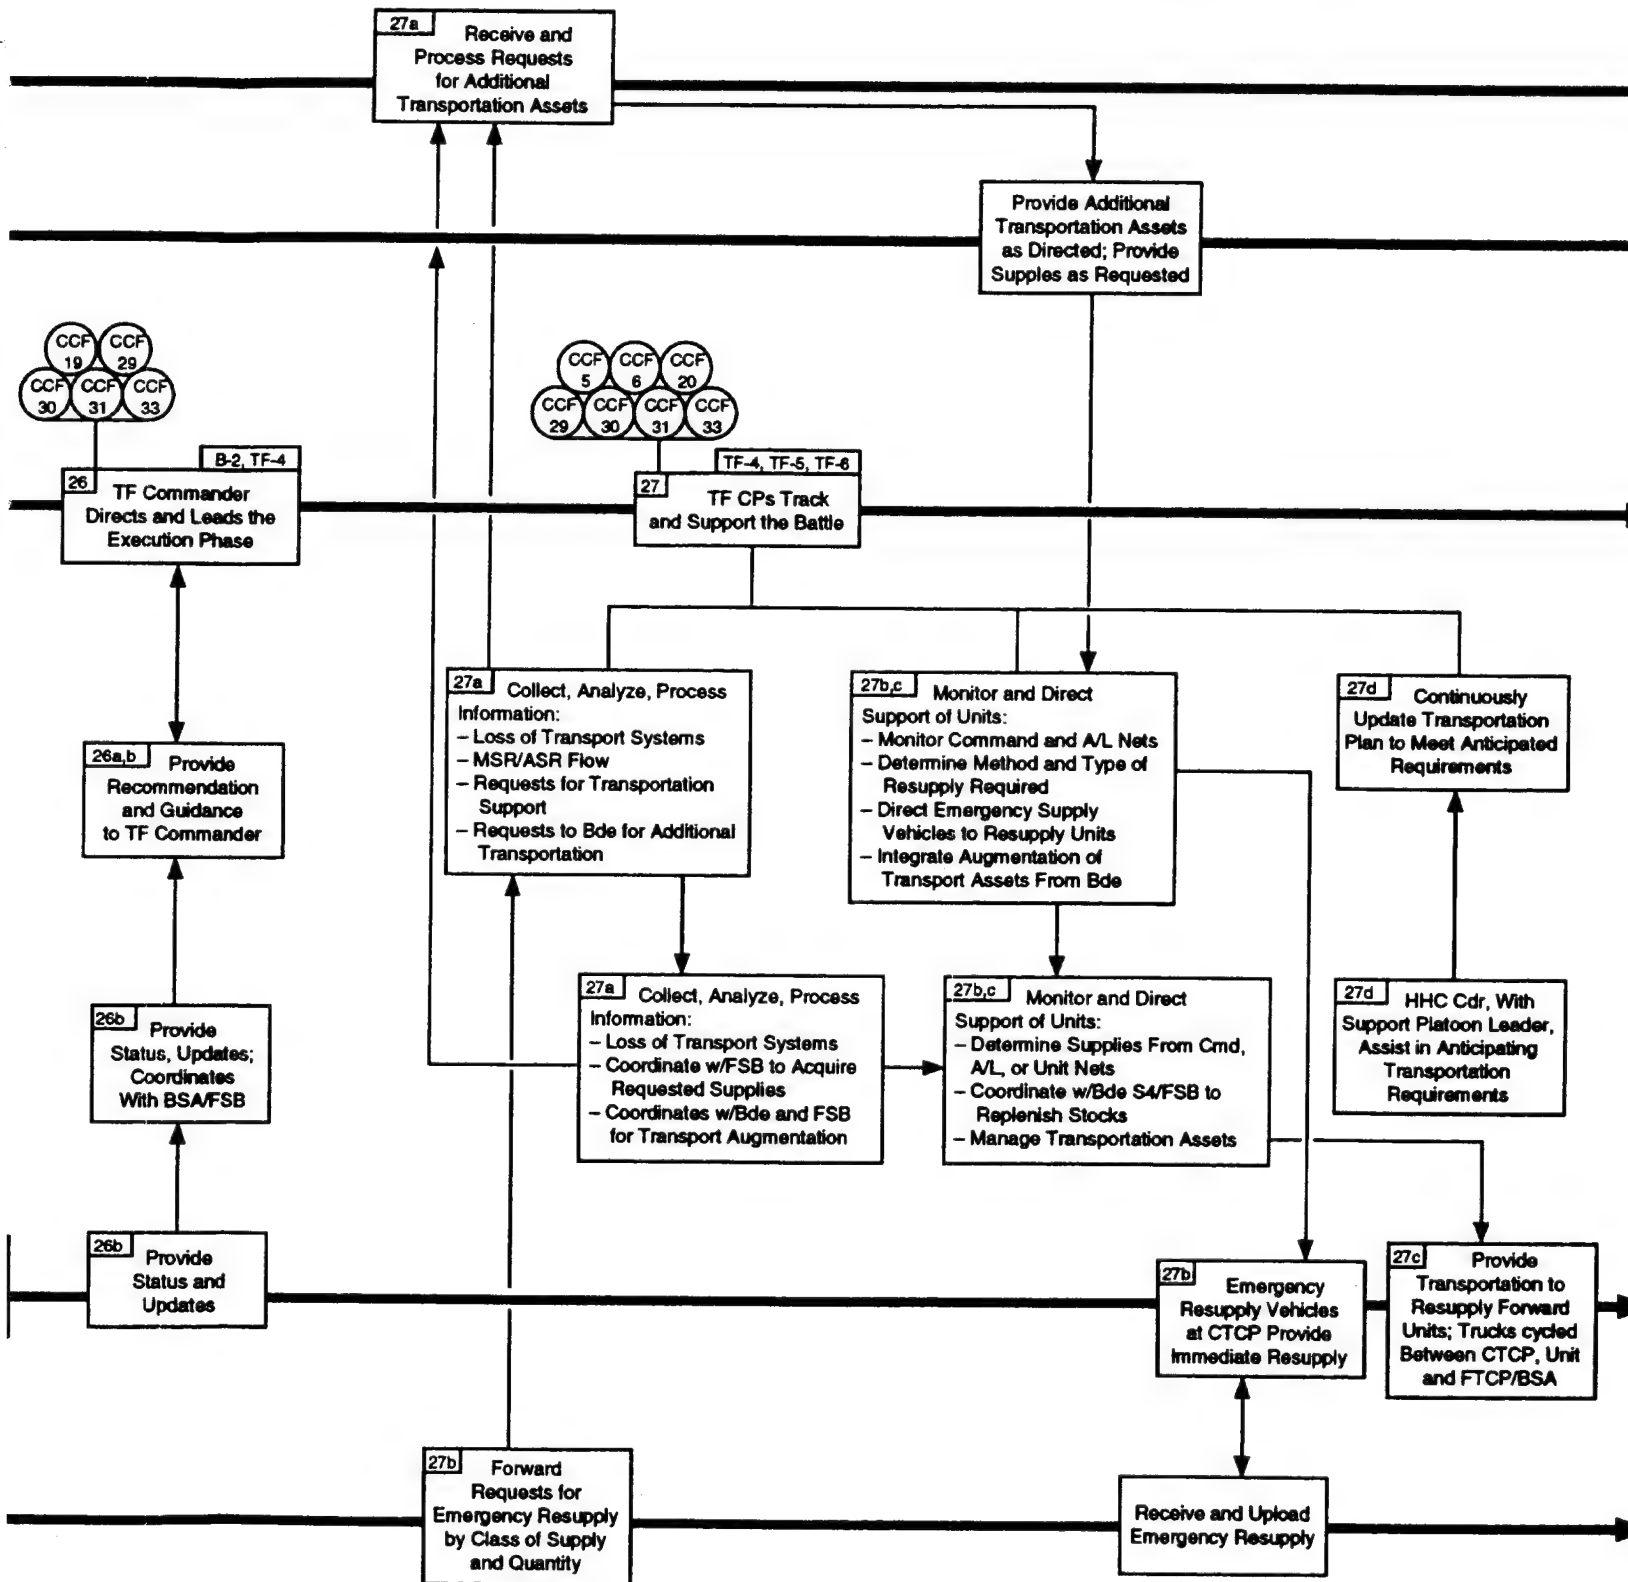 27a
Receive and
Process Requests
for Additional
Transportation Assets
Provide Additional
Transportation Assets
as Directed; Provide
Supples as Requested
CCF
19
CCF
29
CCF
30
CCF
31
CCF
33
CCF
5
CCF
6
CCF
20
CCF
29
CCF
30
CCF
31
CCF
33
B-2, TF-4
26
TF Commander
Directs and Leads the
Execution Phase
TF-4, TF-5, TF-6
27
TF CPs Track
and Support the Battle
27a
Collect, Analyze, Process
Information:
– Loss of Transport Systems
– MSR/ASR Flow
– Requests for Transportation
Support
– Requests to Bde for Additional
Transportation
27b,c
Monitor and Direct
Support of Units:
– Monitor Command and A/L Nets
– Determine Method and Type of
Resupply Required
– Direct Emergency Supply
Vehicles to Resupply Units
– Integrate Augmentation of
Transport Assets From Bde
27d
Continuously
Update Transportation
Plan to Meet Anticipated
Requirements
26a,b
Provide
Recommendation
and Guidance
to TF Commander
26b
Provide
Status, Updates;
Coordinates
With BSA/FSB
27a
Collect, Analyze, Process
Information:
– Loss of Transport Systems
– Coordinate w/FSB to Acquire
Requested Supplies
– Coordinates w/Bde and FSB
for Transport Augmentation
27b,c
Monitor and Direct
Support of Units:
– Determine Supplies From Cmd,
A/L, or Unit Nets
– Coordinate w/Bde S4/FSB to
Replenish Stocks
– Manage Transportation Assets
27d
HHC Cdr, With
Support Platoon Leader,
Assist in Anticipating
Transportation
Requirements
26b
Provide
Status and
Updates
27b
Emergency
Resupply Vehicles
at CTCP Provide
Immediate Resupply
27c
Provide
Transportation to
Resupply Forward
Units; Trucks cycled
Between CTCP, Unit
and FTCP/BSA
27b
Forward
Requests for
Emergency Resupply
by Class of Supply
and Quantity
Receive and Upload
Emergency Resupply